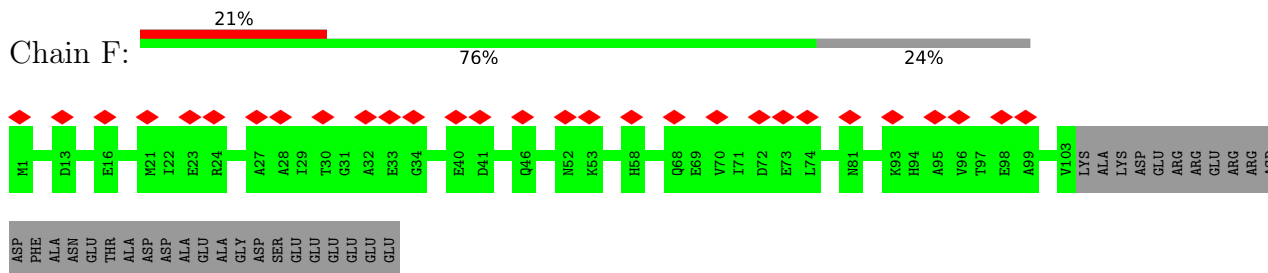 21%
Chain F:
76% 24%
M1 D13 E16 M21 I22 E23 R24 A27 A28 I29 T30 G31 A32 E33 G34 E40 D41 Q46 N52 K53 H58 Q68 E69 V70 I71 D72 E73 L74 N81 K93 H94 A95 V96 T97 E98 A99 V103 LYS ALA LYS ASP GLU ARG ARG GLU ARG ARG ASP
ASP PHE ALA ASN GLU THR ALA ASP ASP ALA GLU ALA GLY ASP SER GLU GLU GLU GLU GLU GLU